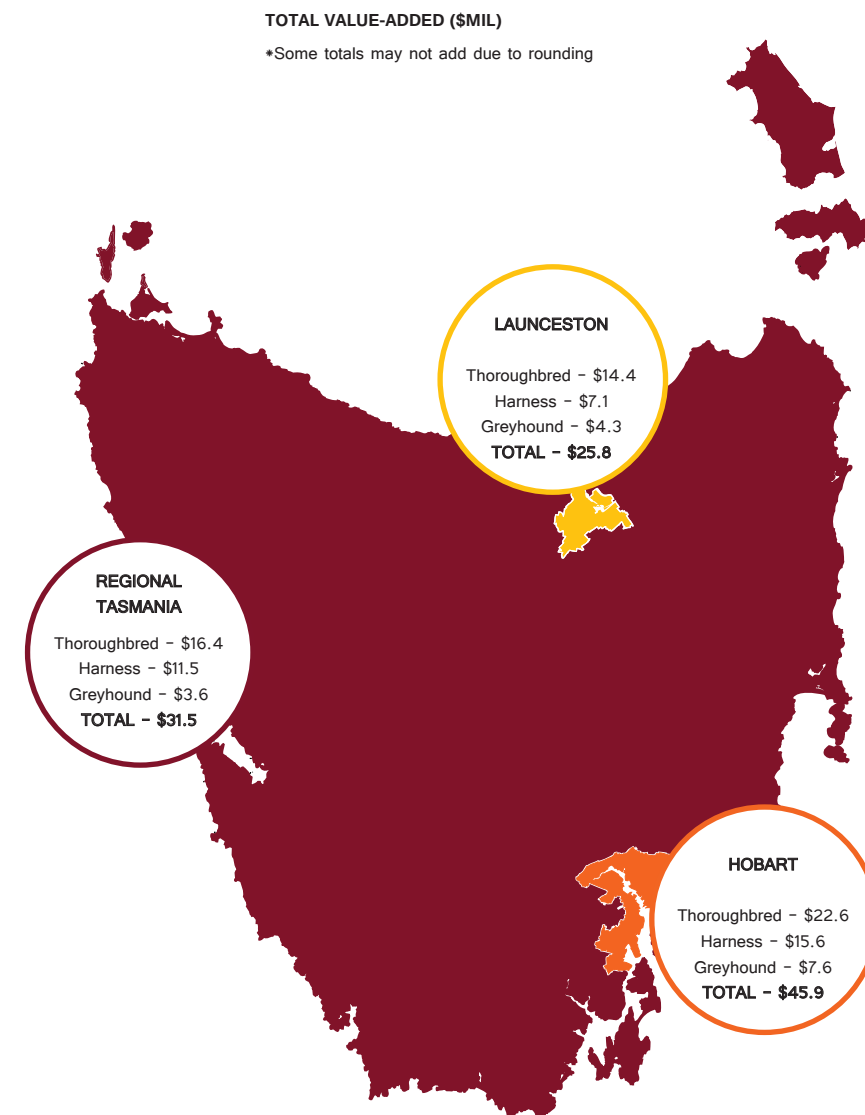 TOTAL VALUE-ADDED ($MIL)
*Some totals may not add due to rounding
LAUNCESTON
Thoroughbred - $14.4
Harness - $7.1
Greyhound - $4.3
TOTAL - $25.8
REGIONAL
TASMANIA
Thoroughbred - $16.4
Harness - $11.5
Greyhound - $3.6
TOTAL - $31.5
HOBART
Thoroughbred - $22.6
Harness - $15.6
Greyhound - $7.6
TOTAL - $45.9